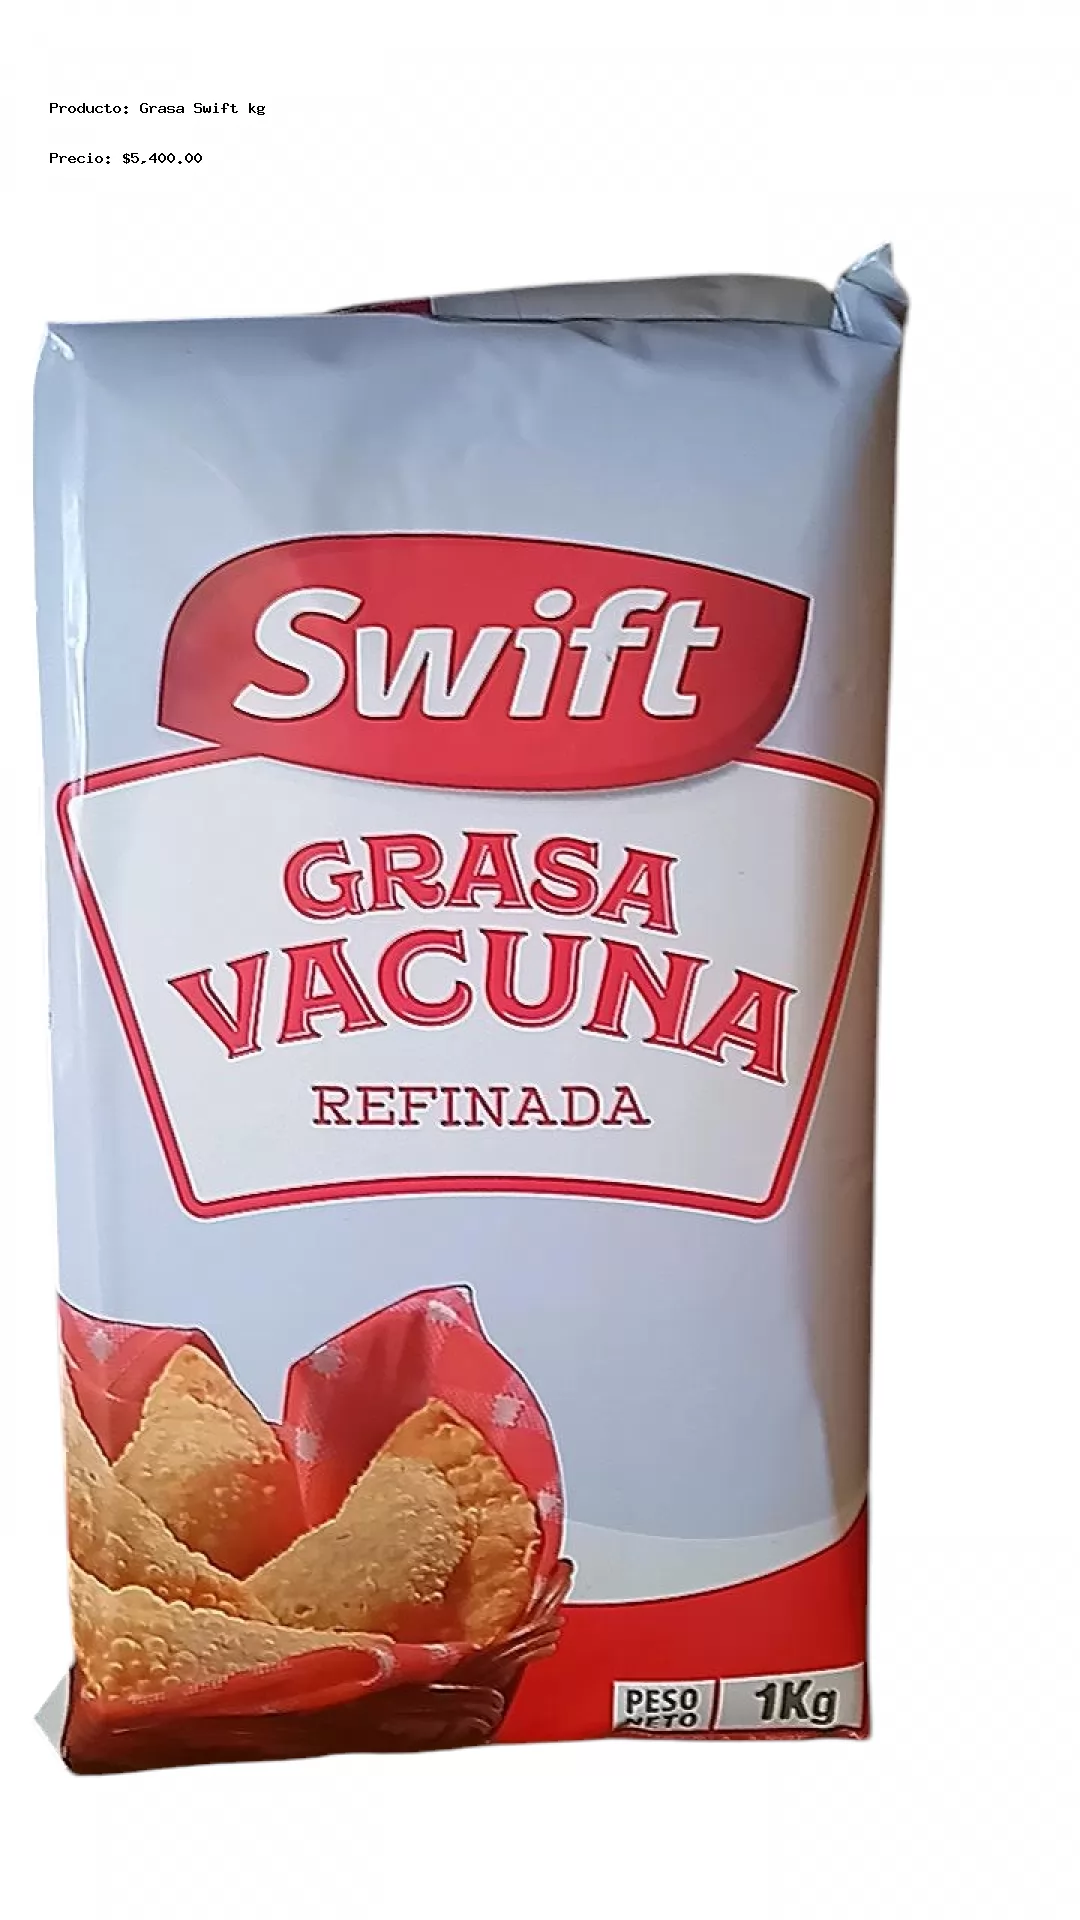 Producto: Grasa Swift kg
Precio: $5,400.00
Swift
GRASA
VACUNA
REFINADA
PESO 1Kg
NETO